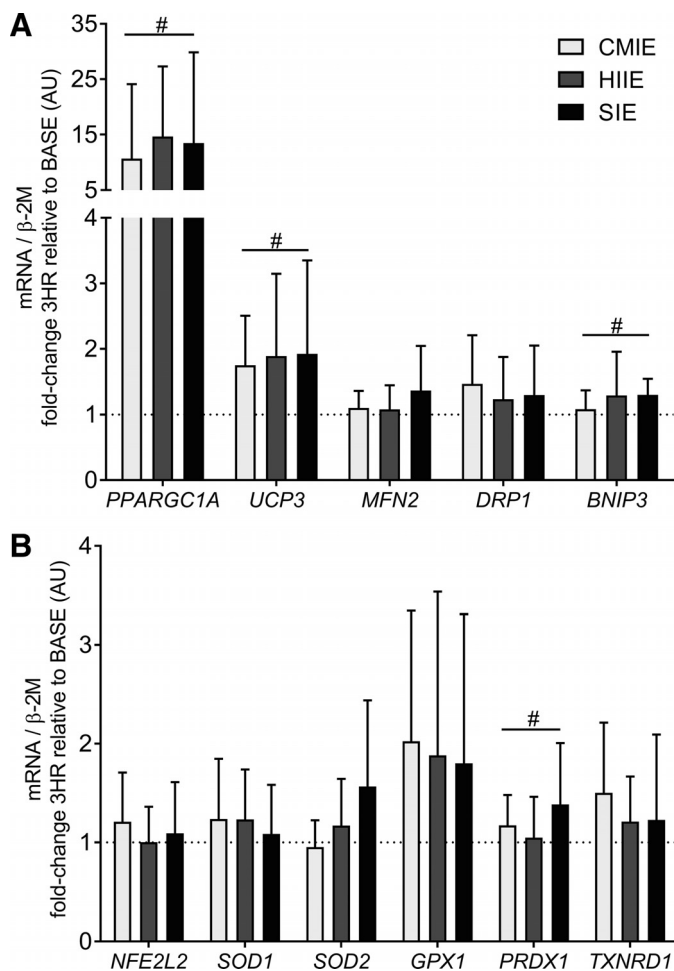 A
35
25
15
5
4
3
2
1
0
mRNA / β-2M
fold-change 3HR relative to BASE (AU)
#
#
#
CMIE
HIIE
SIE
PPARGC1A UCP3 MFN2 DRP1 BNIP3
B
4
3
2
1
0
mRNA / β-2M
fold-change 3HR relative to BASE (AU)
#
NFE2L2 SOD1 SOD2 GPX1 PRDX1 TXNRD1